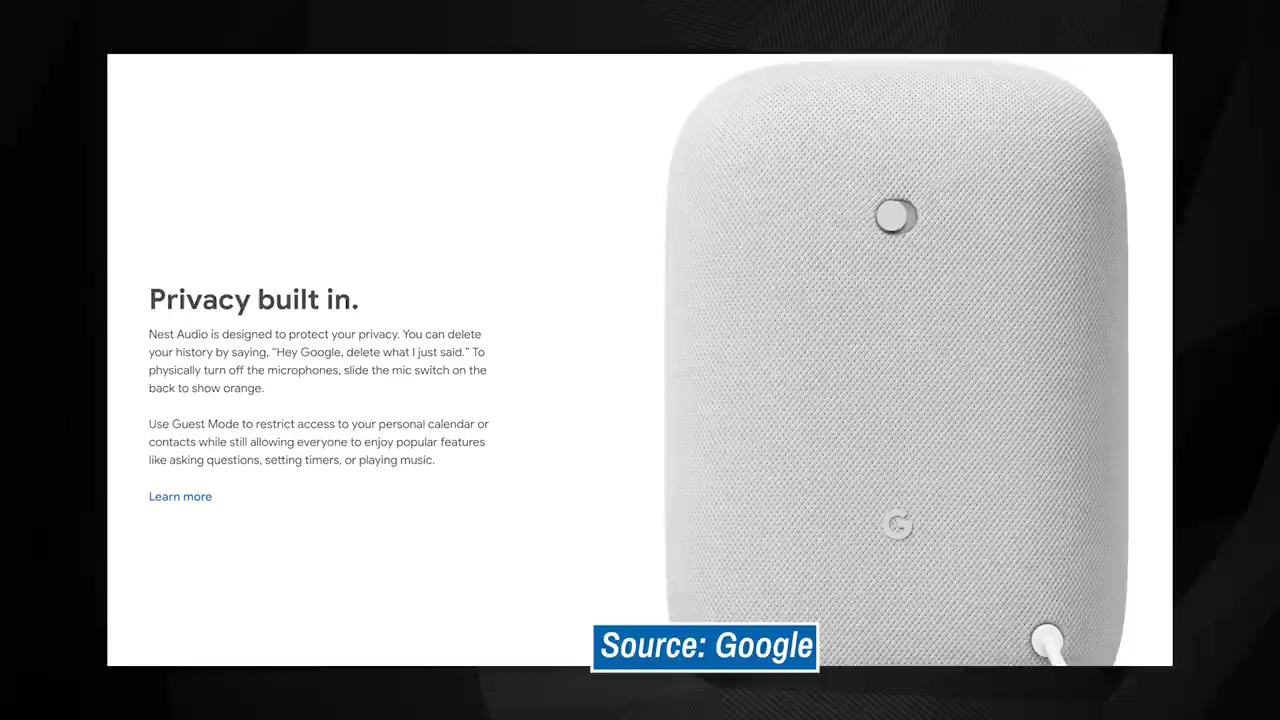 Privacy built in.
Nest Audio is designed to protect your privacy. You can delete
your history by saying, “Hey Google, delete what I just said.” To
physically turn off the microphones, slide the mic switch on the
back to show orange.
Use Guest Mode to restrict access to your personal calendar or
contacts while still allowing everyone to enjoy popular features
like asking questions, setting timers, or playing music.
Learn more
G
Source: Google